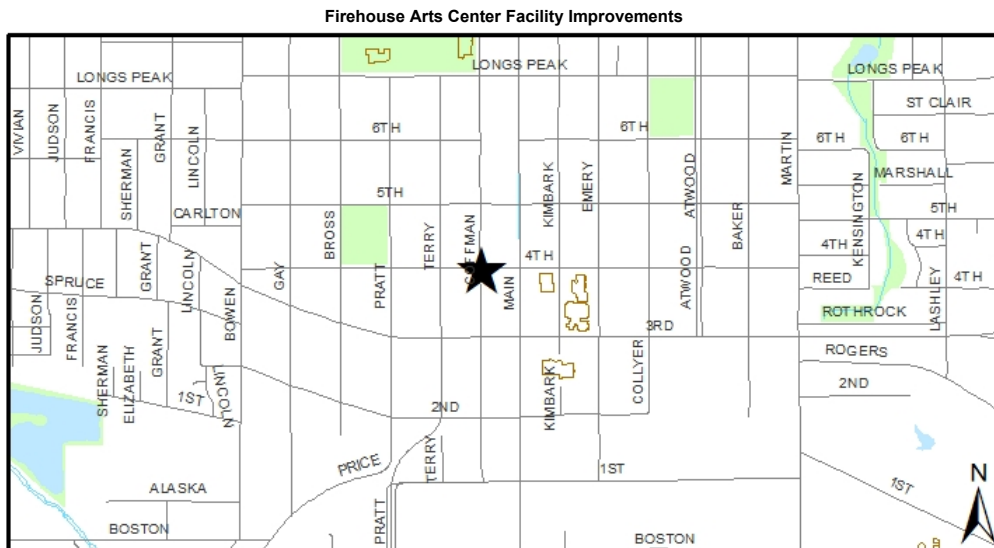 Firehouse Arts Center Facility Improvements
LONGS PEAK
LONGS PEAK
LONGS PEAK
VIVIAN
JUDSON
FRANCIS
GRANT
LINCOLN
ST CLAIR
6TH
6TH
6TH
6TH
SHERMAN
KIMBARK
EMERY
ATWOOD
MARTIN
MARSHALL
5TH
CARLTON
BROSS
TERRY
COFFMAN
BAKER
KENSINGTON
5TH
4TH
4TH
4TH
4TH
SPRUCE
GRANT
LINCOLN
GAY
PRATT
MAIN
ATWOOD
REED
LASHLEY
JUDSON
FRANCIS
BOWEN
3RD
ROTHROCK
SHERMAN
ELIZABETH
GRANT
1ST
LINCOLN
KIMBARK
COLLYER
ROGERS
2ND
2ND
PRICE
TERRY
1ST
1ST
N
ALASKA
BOSTON
PRATT
BOSTON